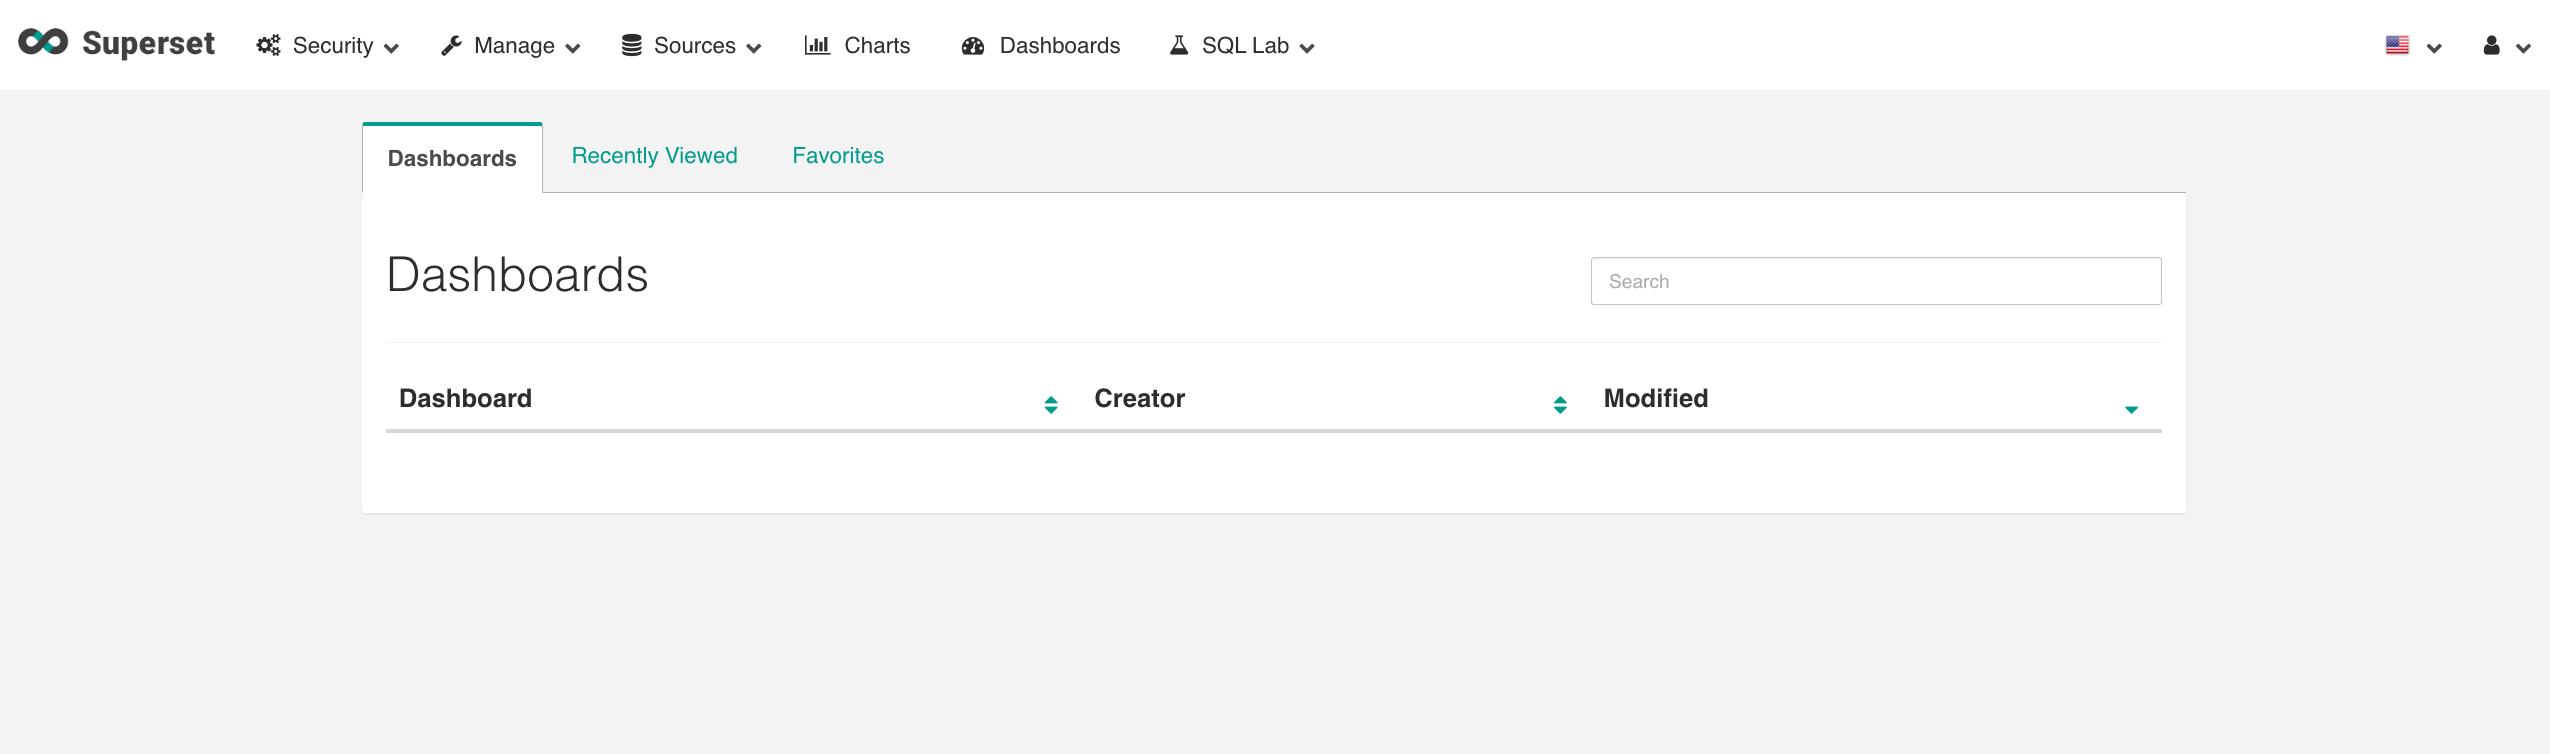 Superset Security Manage Sources Charts Dashboards SQL Lab
Dashboards Recently Viewed Favorites
Dashboards Search
Dashboard Creator Modified